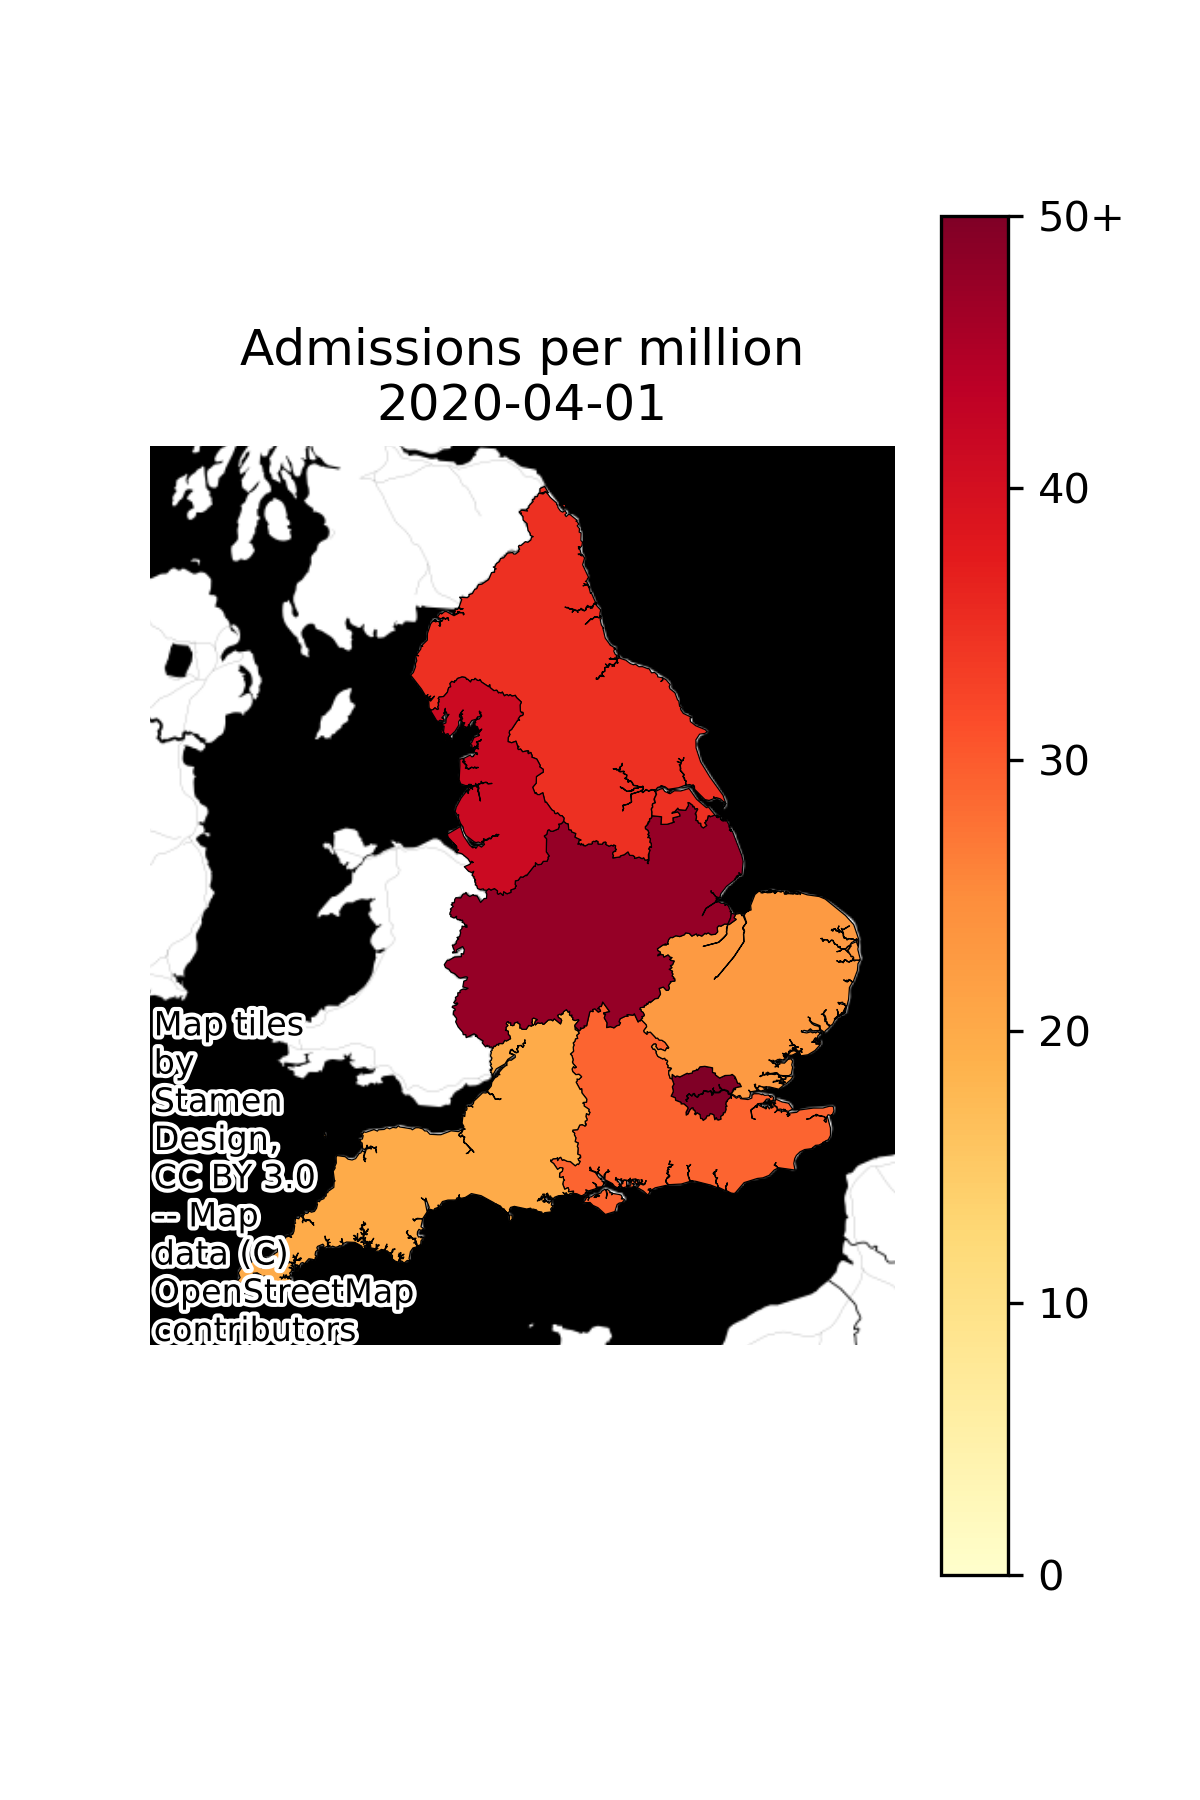 Admissions per million
2020-04-01
50+
40
30
20
10
0
Map tiles
by
Stamen
Design,
CC BY 3.0
-- Map
data (C)
OpenStreetMap
contributors